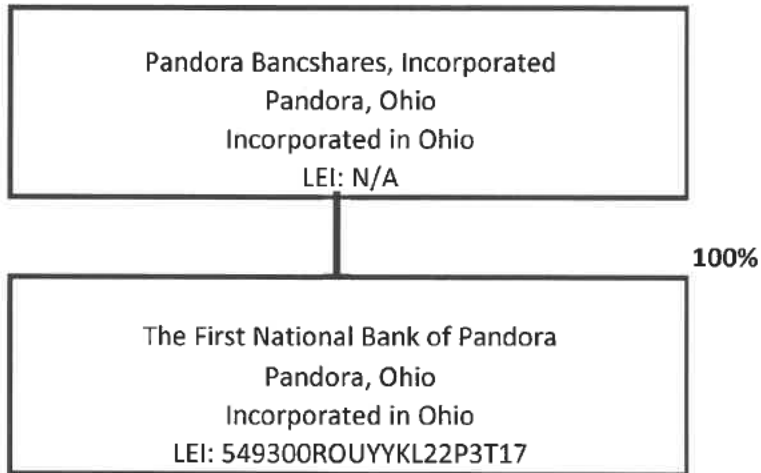 Pandora Bancshares, Incorporated
Pandora, Ohio
Incorporated in Ohio
LEI: N/A
100%
The First National Bank of Pandora
Pandora, Ohio
Incorporated in Ohio
LEI: 549300ROUYYKL22P3T17